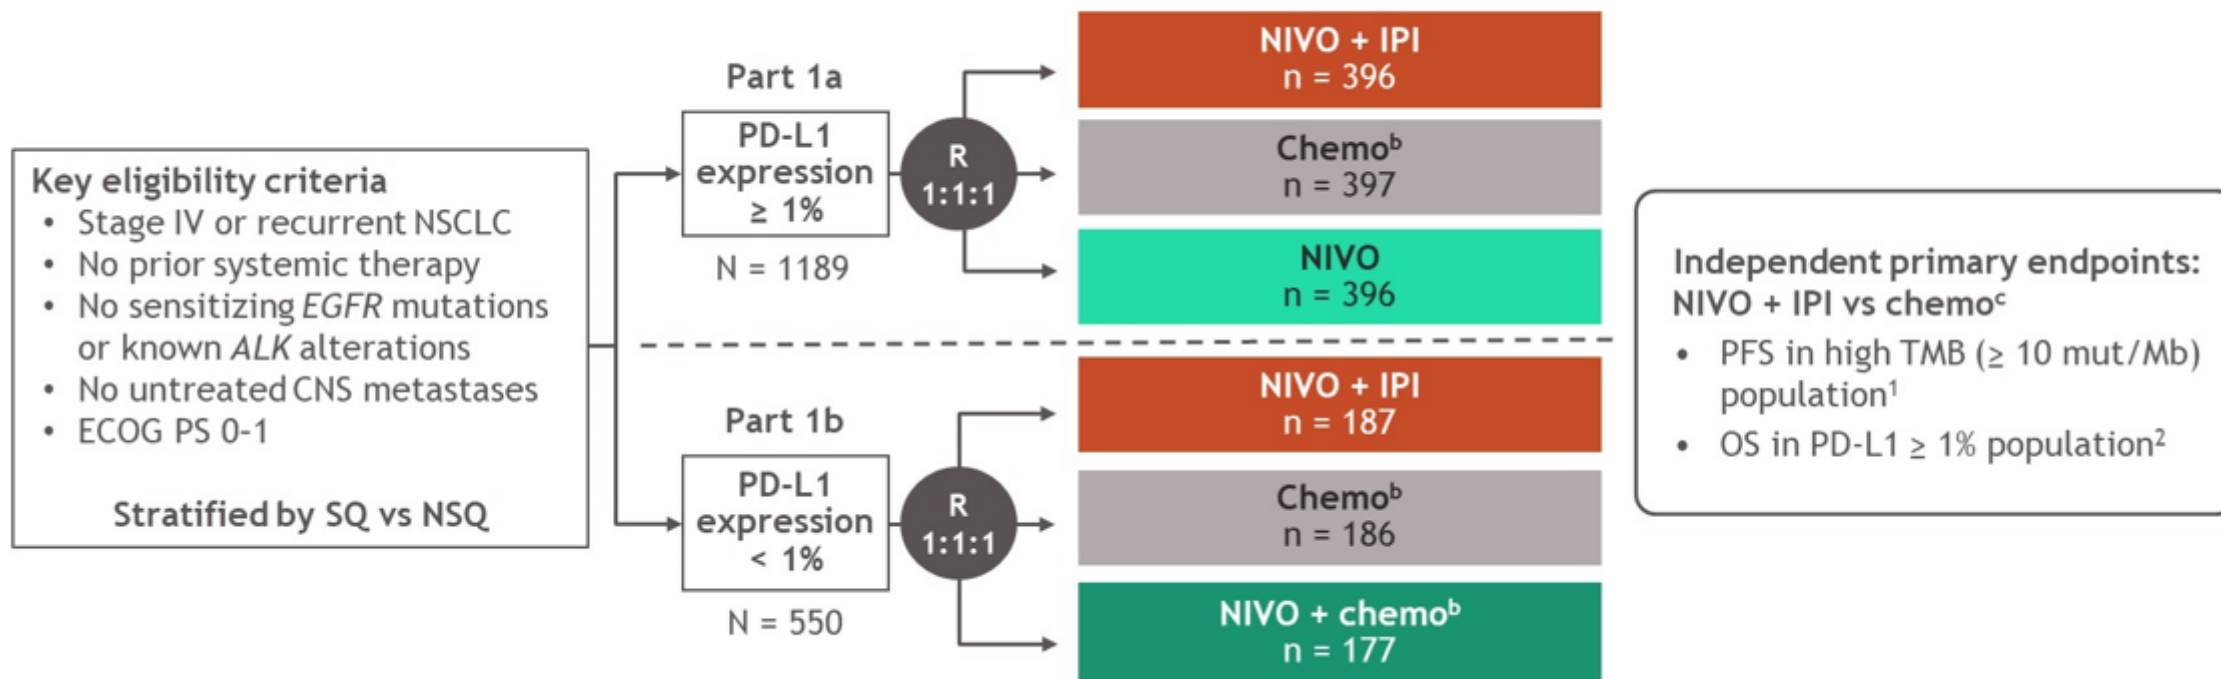 Key eligibility criteria
• Stage IV or recurrent NSCLC
• No prior systemic therapy
• No sensitizing EGFR mutations
or known ALK alterations
• No untreated CNS metastases
• ECOG PS 0-1
Stratified by SQ vs NSQ
Part 1a
PD-L1
expression
≥ 1%
N = 1189
R
1:1:1
NIVO + IPI
n = 396
Chemoᵇ
n = 397
NIVO
n = 396
Part 1b
PD-L1
expression
< 1%
N = 550
R
1:1:1
NIVO + IPI
n = 187
Chemoᵇ
n = 186
NIVO + chemoᵇ
n = 177
Independent primary endpoints:
NIVO + IPI vs chemoᶜ
• PFS in high TMB (≥ 10 mut/Mb)
population¹
• OS in PD-L1 ≥ 1% population²